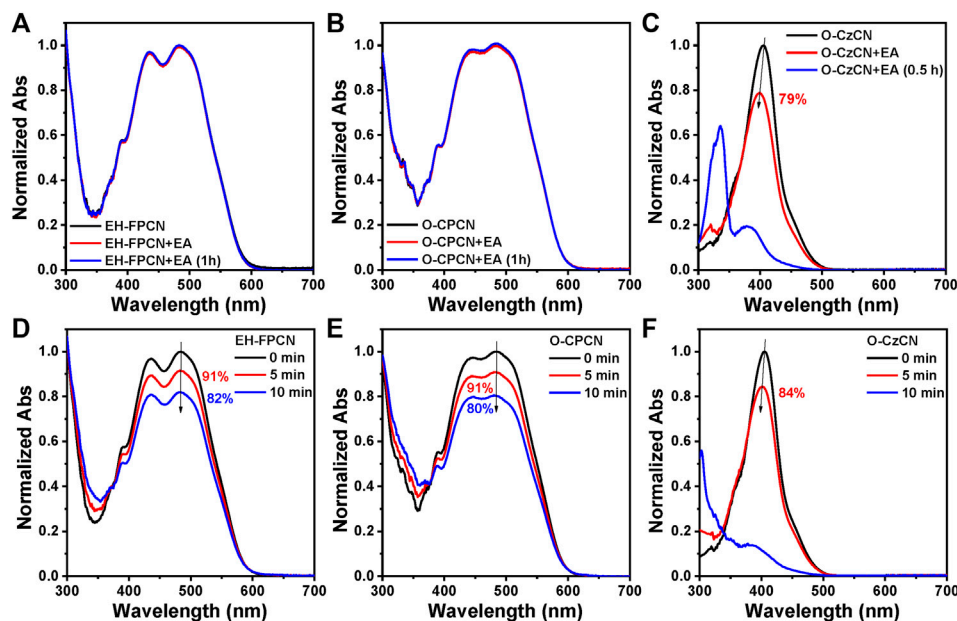 A
Normalized Abs
1.0
0.8
0.6
0.4
0.2
0.0
EH-FPCN
EH-FPCN+EA
EH-FPCN+EA (1h)
300 400 500 600 700
Wavelength (nm)
B
Normalized Abs
1.0
0.8
0.6
0.4
0.2
0.0
O-CPCN
O-CPCN+EA
O-CPCN+EA (1h)
300 400 500 600 700
Wavelength (nm)
C
Normalized Abs
1.0
0.8
0.6
0.4
0.2
0.0
O-CzCN
O-CzCN+EA
O-CzCN+EA (0.5 h)
79%
300 400 500 600 700
Wavelength (nm)
D
Normalized Abs
1.0
0.8
0.6
0.4
0.2
0.0
EH-FPCN
0 min
5 min
10 min
91%
82%
300 400 500 600 700
Wavelength (nm)
E
Normalized Abs
1.0
0.8
0.6
0.4
0.2
0.0
O-CPCN
0 min
5 min
10 min
91%
80%
300 400 500 600 700
Wavelength (nm)
F
Normalized Abs
1.0
0.8
0.6
0.4
0.2
0.0
O-CzCN
0 min
5 min
10 min
84%
300 400 500 600 700
Wavelength (nm)